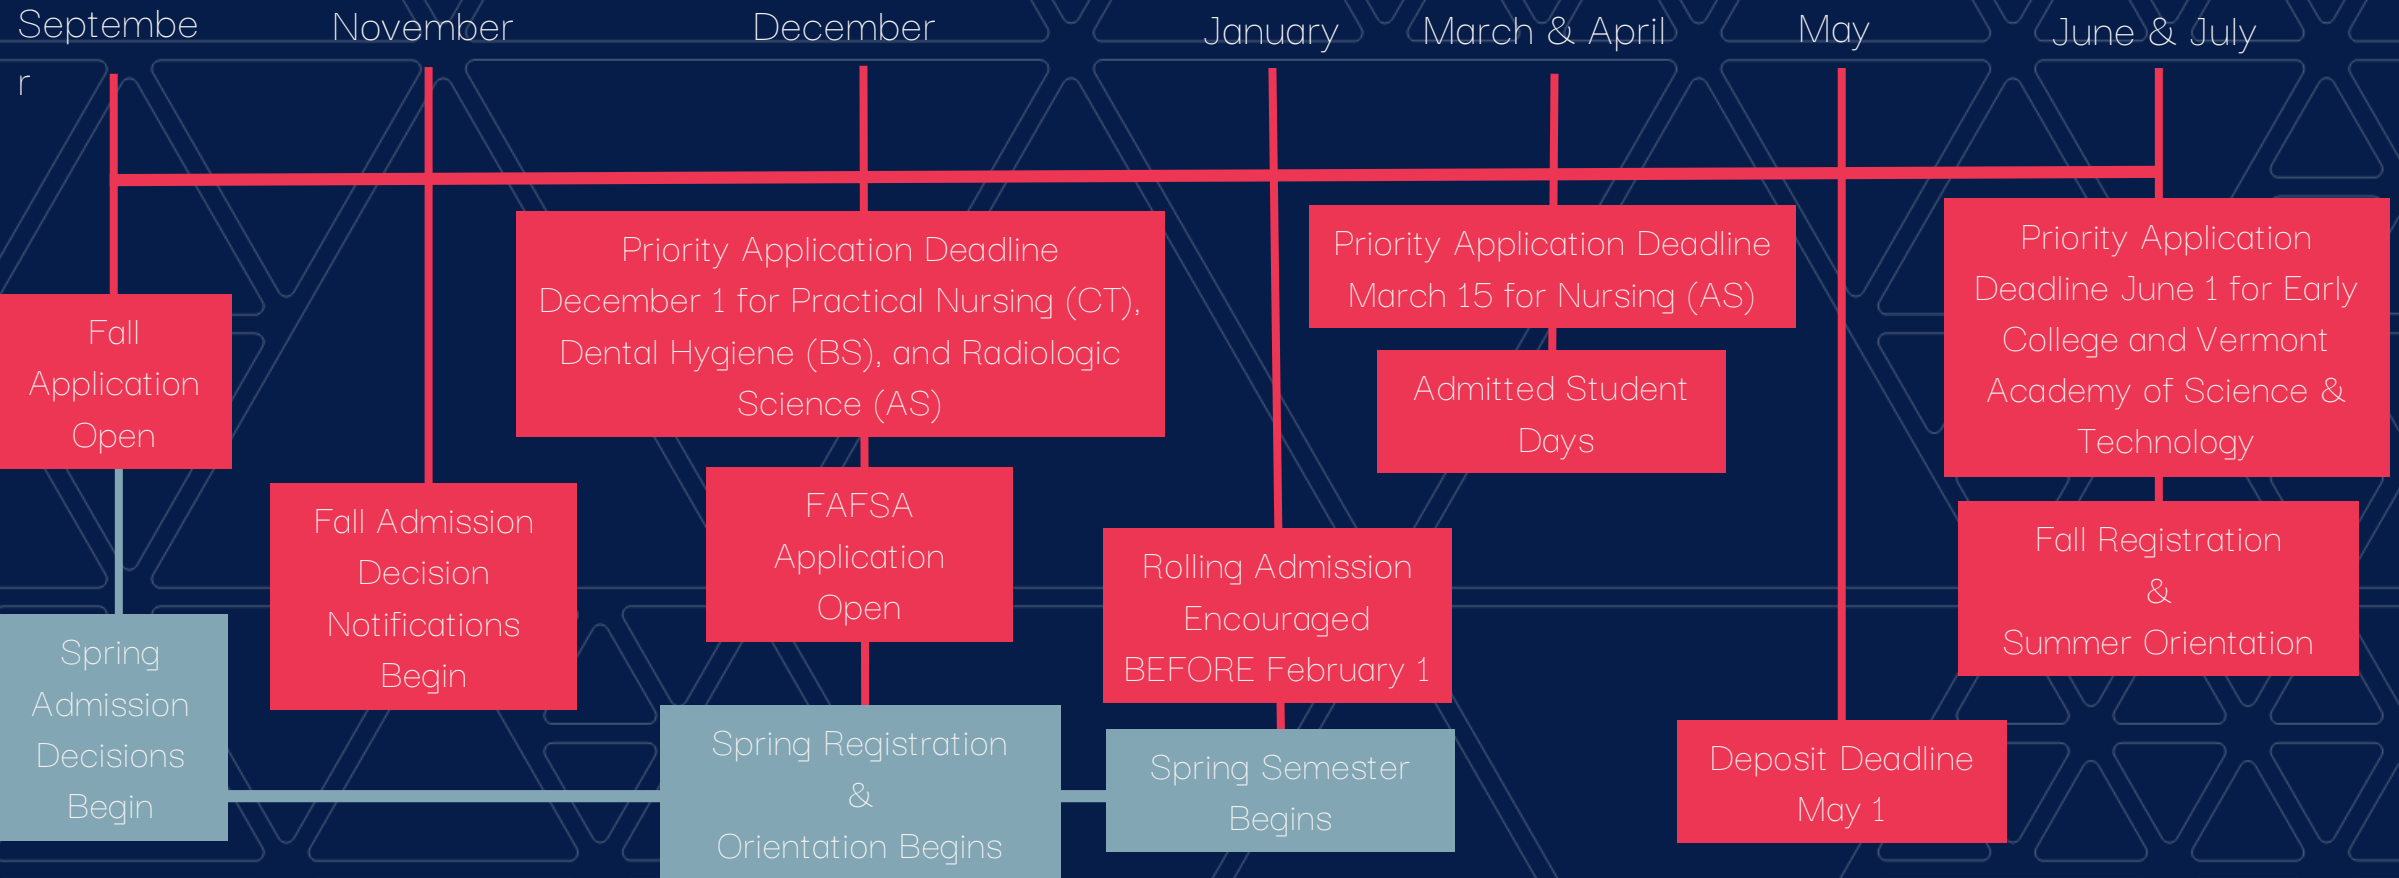 Septembe
r
November
December
January
March & April
May
June & July
Fall
Application
Open
Spring
Admission
Decisions
Begin
Fall Admission
Decision
Notifications
Begin
Priority Application Deadline
December 1 for Practical Nursing (CT),
Dental Hygiene (BS), and Radiologic
Science (AS)
FAFSA
Application
Open
Spring Registration
&
Orientation Begins
Rolling Admission
Encouraged
BEFORE February 1
Spring Semester
Begins
Priority Application Deadline
March 15 for Nursing (AS)
Admitted Student
Days
Deposit Deadline
May 1
Priority Application
Deadline June 1 for Early
College and Vermont
Academy of Science &
Technology
Fall Registration
&
Summer Orientation